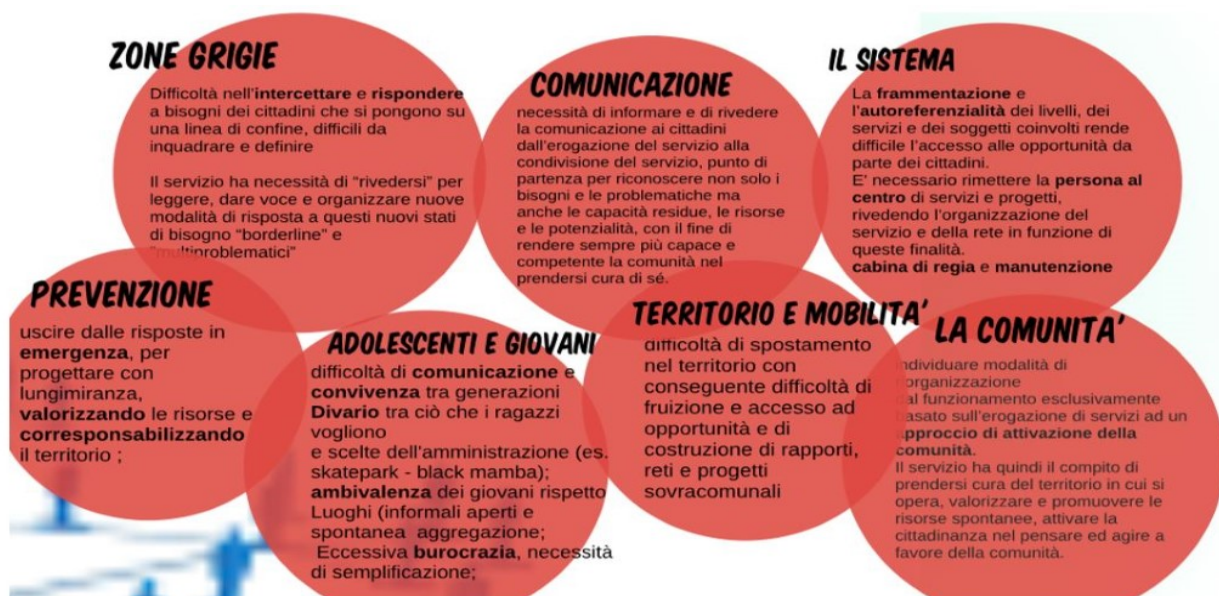 ZONE GRIGIE
Difficoltà nell'intercettare e rispondere
a bisogni dei cittadini che si pongono su
una linea di confine, difficili da
inquadrare e definire
Il servizio ha necessità di "rivedersi" per
leggere, dare voce e organizzare nuove
modalità di risposta a questi nuovi stati
di bisogno "borderline" e
"multiproblematici"
COMUNICAZIONE
necessità di informare e di rivedere
la comunicazione ai cittadini
dall'erogazione del servizio alla
condivisione del servizio, punto di
partenza per riconoscere non solo i
bisogni e le problematiche ma
anche le capacità residue, le risorse
e le potenzialità, con il fine di
rendere sempre più capace e
competente la comunità nel
prendersi cura di sé.
IL SISTEMA
La frammentazione e
l'autoreferenzialità dei livelli, dei
servizi e dei soggetti coinvolti rende
difficile l'accesso alle opportunità da
parte dei cittadini.
E' necessario rimettere la persona al
centro di servizi e progetti,
rivedendo l'organizzazione del
servizio e della rete in funzione di
queste finalità.
cabina di regia e manutenzione
PREVENZIONE
uscire dalle risposte in
emergenza, per
progettare con
lungimiranza,
valorizzando le risorse e
corresponsabilizzando
il territorio ;
ADOLESCENTI E GIOVANI
difficoltà di comunicazione e
convivenza tra generazioni
Divario tra ciò che i ragazzi
vogliono
e scelte dell'amministrazione (es.
skatepark - black mamba);
ambivalenza dei giovani rispetto
Luoghi (informali aperti e
spontanea aggregazione;
Eccessiva burocrazia, necessità
di semplificazione;
TERRITORIO E MOBILITA'
difficoltà di spostamento
nel territorio con
conseguente difficoltà di
fruizione e accesso ad
opportunità e di
costruzione di rapporti,
reti e progetti
sovracomunali
LA COMUNITA'
individuare modalità di
riorganizzazione
dal funzionamento esclusivamente
basato sull'erogazione di servizi ad un
approccio di attivazione della
comunità.
Il servizio ha quindi il compito di
prendersi cura del territorio in cui si
opera, valorizzare e promuovere le
risorse spontanee, attivare la
cittadinanza nel pensare ed agire a
favore della comunità.